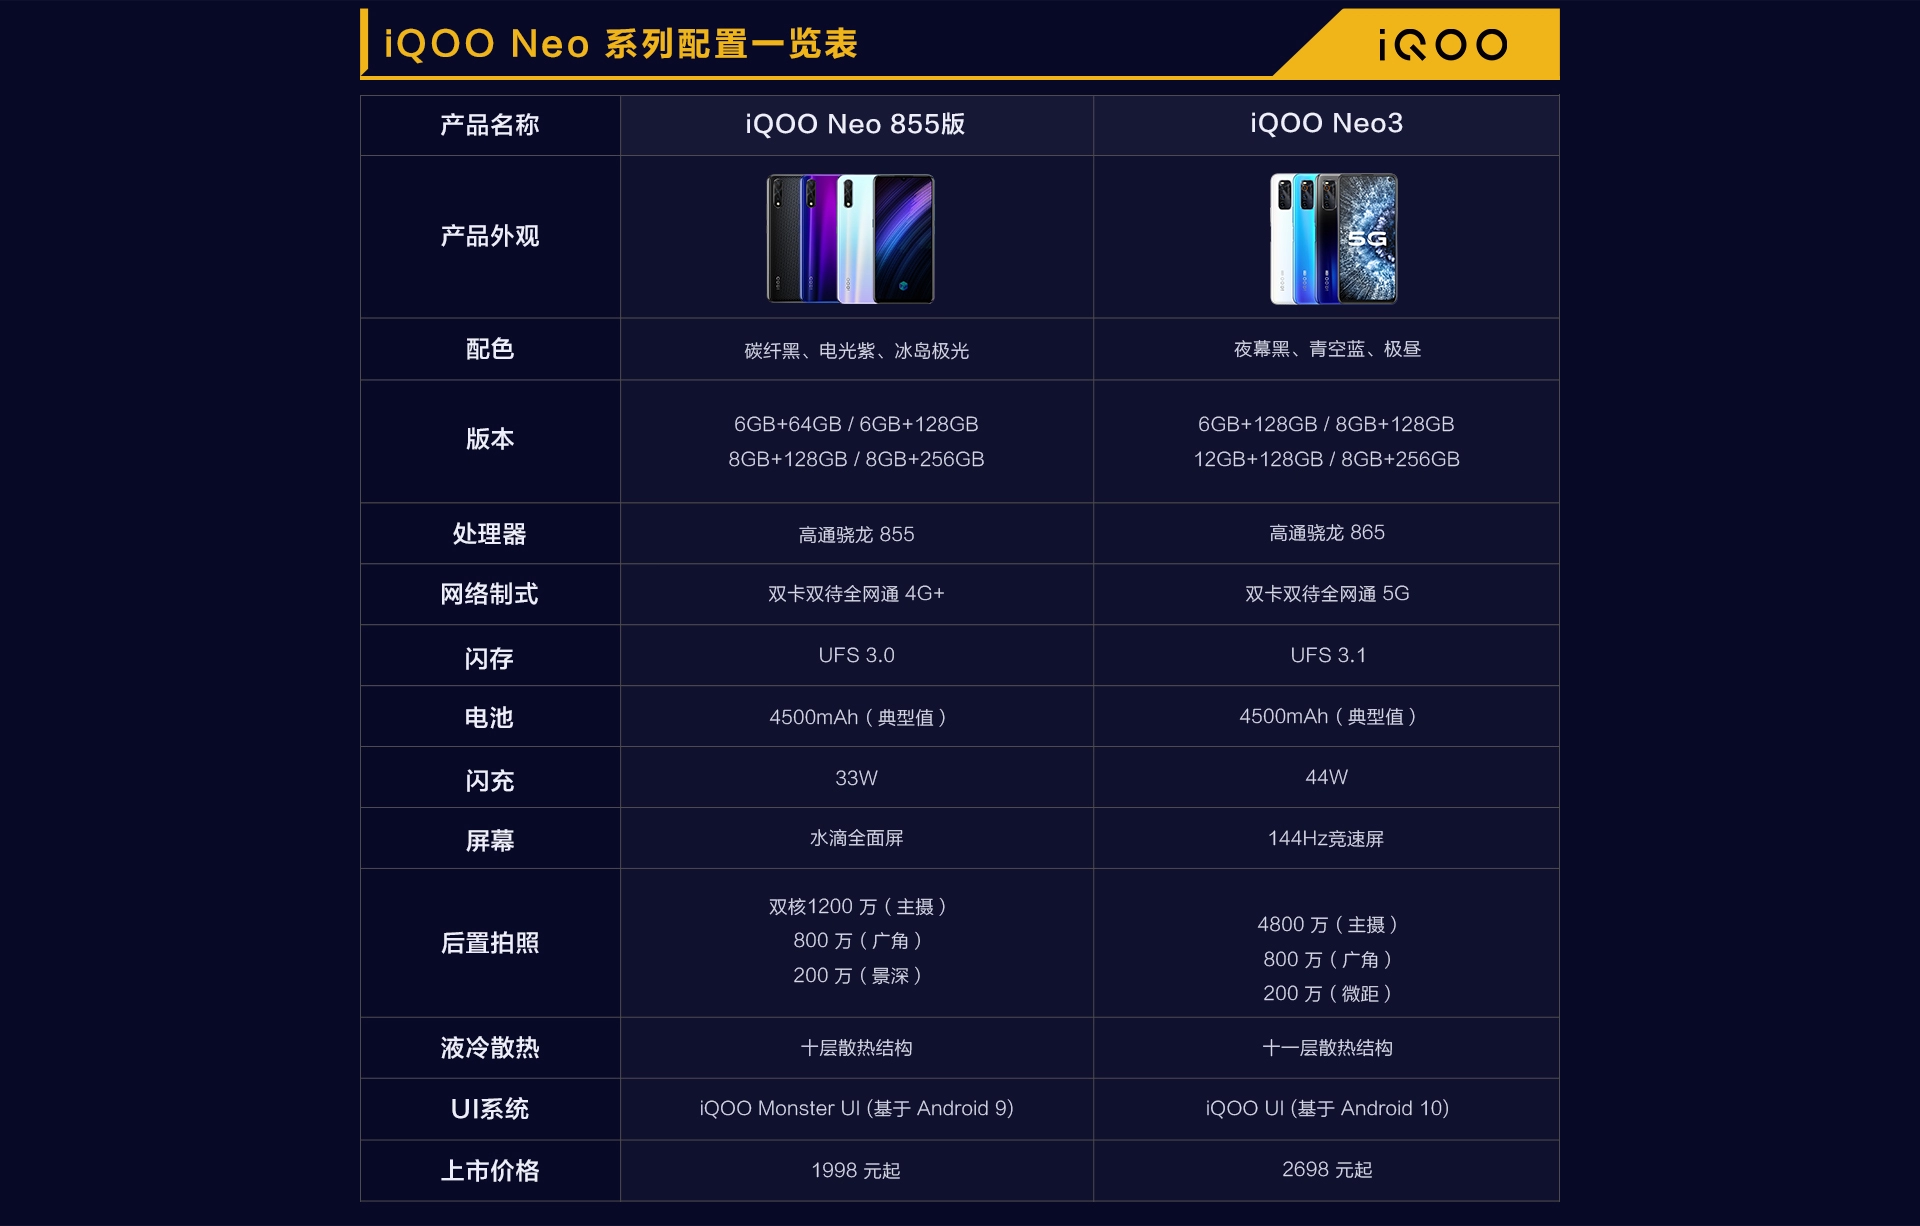 iQOO Neo 系列配置一览表
iQOO
产品名称
iQOO Neo 855版
iQOO Neo3
产品外观
5G
配色
碳纤黑、电光紫、冰岛极光
夜幕黑、青空蓝、极昼
版本
6GB+64GB / 6GB+128GB
8GB+128GB / 8GB+256GB
6GB+128GB / 8GB+128GB
12GB+128GB / 8GB+256GB
处理器
高通骁龙 855
高通骁龙 865
网络制式
双卡双待全网通 4G+
双卡双待全网通 5G
闪存
UFS 3.0
UFS 3.1
电池
4500mAh（典型值）
4500mAh（典型值）
闪充
33W
44W
屏幕
水滴全面屏
144Hz竞速屏
后置拍照
双核1200 万（主摄）
800 万（广角）
200 万（景深）
4800 万（主摄）
800 万（广角）
200 万（微距）
液冷散热
十层散热结构
十一层散热结构
UI系统
iQOO Monster UI (基于 Android 9)
iQOO UI (基于 Android 10)
上市价格
1998 元起
2698 元起